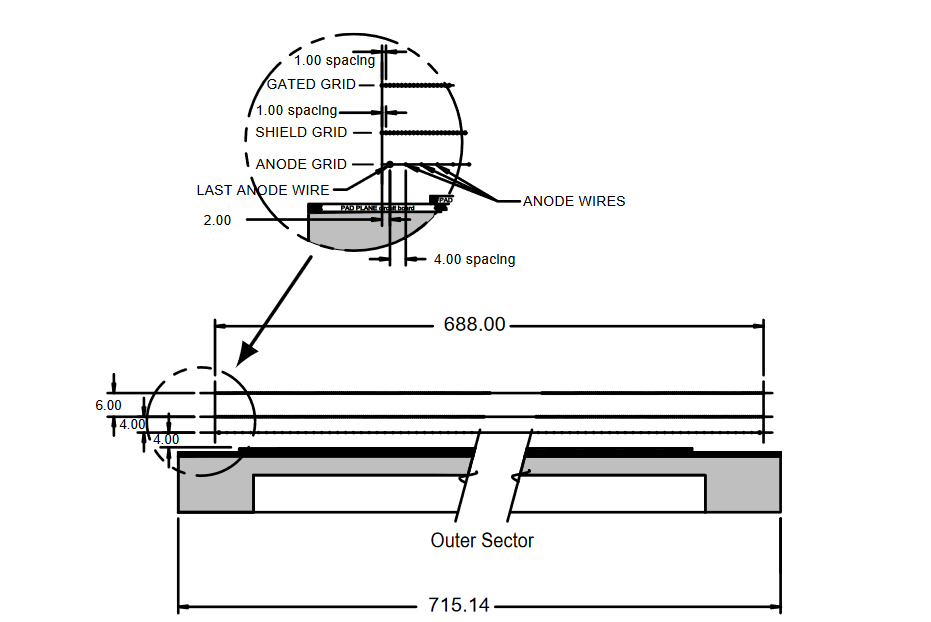 1.00 spacing
GATED GRID
1.00 spacing
SHIELD GRID
ANODE GRID
LAST ANODE WIRE
PAD
ANODE WIRES
PAD PLANE circuit board
2.00
4.00 spacing
688.00
6.00
4.00
4.00
Outer Sector
715.14